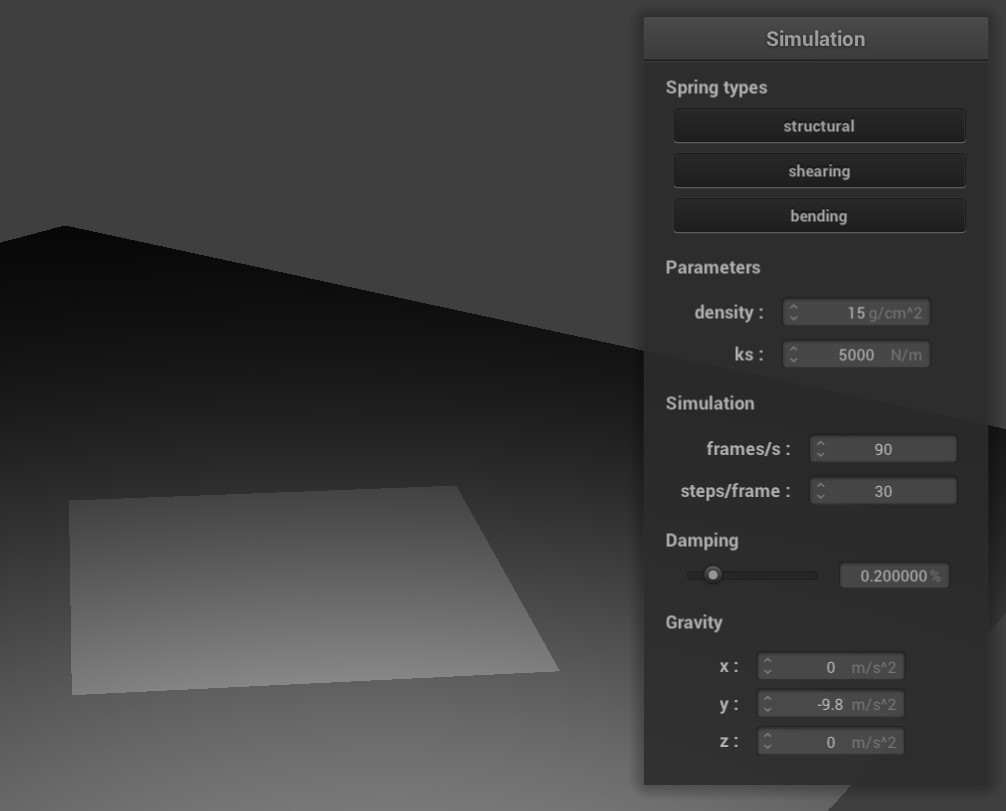 Simulation
Spring types
structural
shearing
bending
Parameters
density : 15 g/cm^2
ks : 5000 N/m
Simulation
frames/s : 90
steps/frame : 30
Damping
0.200000 %
Gravity
x : 0 m/s^2
y : -9.8 m/s^2
z : 0 m/s^2